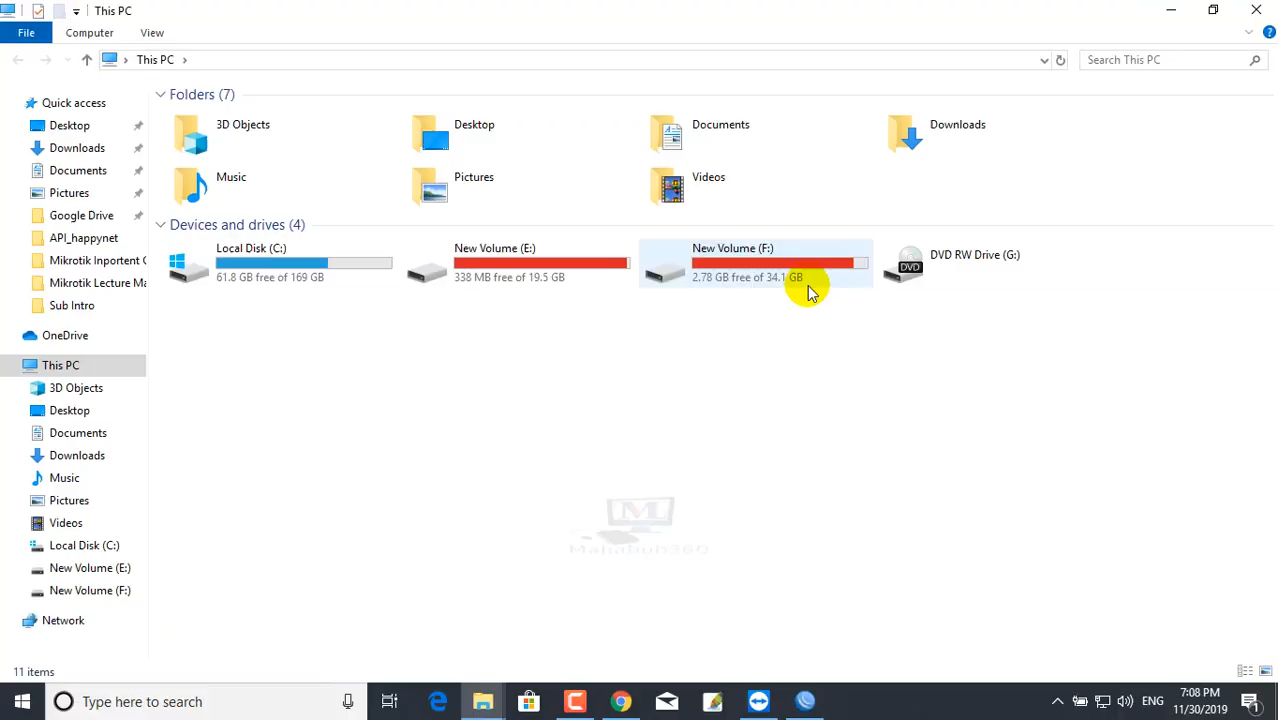 This PC
File
Computer
View
This PC
Search This PC
Quick access
Desktop
Downloads
Documents
Pictures
Google Drive
API_happynet
Mikrotik Inportent C
Mikrotik Lecture Ma
Sub Intro
OneDrive
This PC
3D Objects
Desktop
Documents
Downloads
Music
Pictures
Videos
Local Disk (C:)
New Volume (E:)
New Volume (F:)
Network
Folders (7)
3D Objects
Desktop
Documents
Downloads
Music
Pictures
Videos
Devices and drives (4)
Local Disk (C:)
61.8 GB free of 169 GB
New Volume (E:)
338 MB free of 19.5 GB
New Volume (F:)
2.78 GB free of 34.1 GB
DVD
DVD RW Drive (G:)
M
Mahabub360
11 items
Type here to search
ENG
7:08 PM
11/30/2019
1